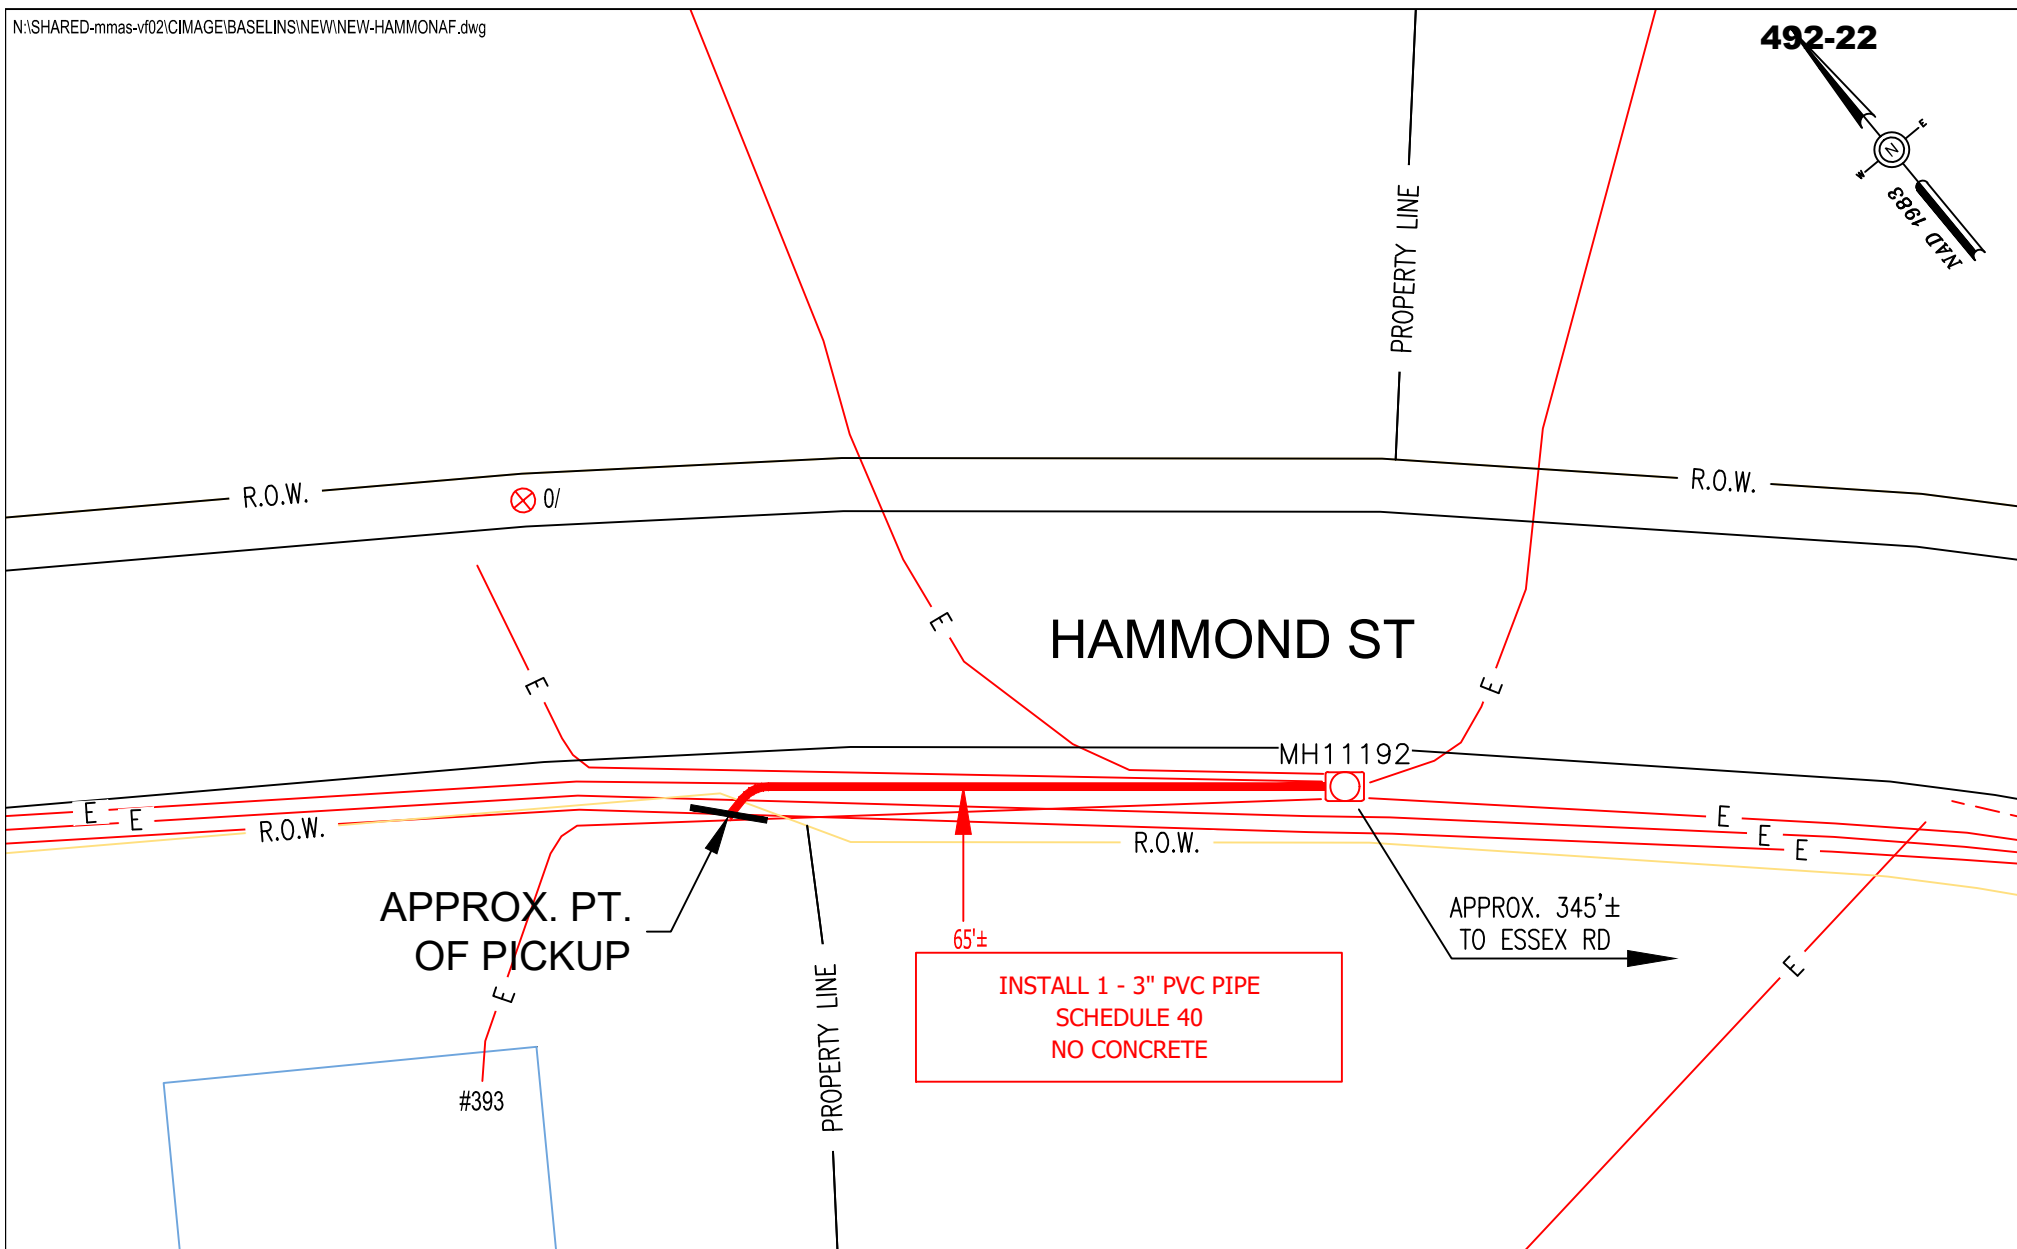 N:\SHARED-mmas-vf02\CIMAGE\BASELINS\NEW\NEW-HAMMONAF.dwg
492-22
E
N
W
NAD 1983
PROPERTY LINE
R.O.W.
0/
R.O.W.
E
HAMMOND ST
E
E
MH11192
E
E
R.O.W.
R.O.W.
E
E
E
APPROX. PT.
OF PICKUP
65'±
APPROX. 345'±
TO ESSEX RD
E
E
PROPERTY LINE
INSTALL 1 - 3" PVC PIPE
SCHEDULE 40
NO CONCRETE
#393